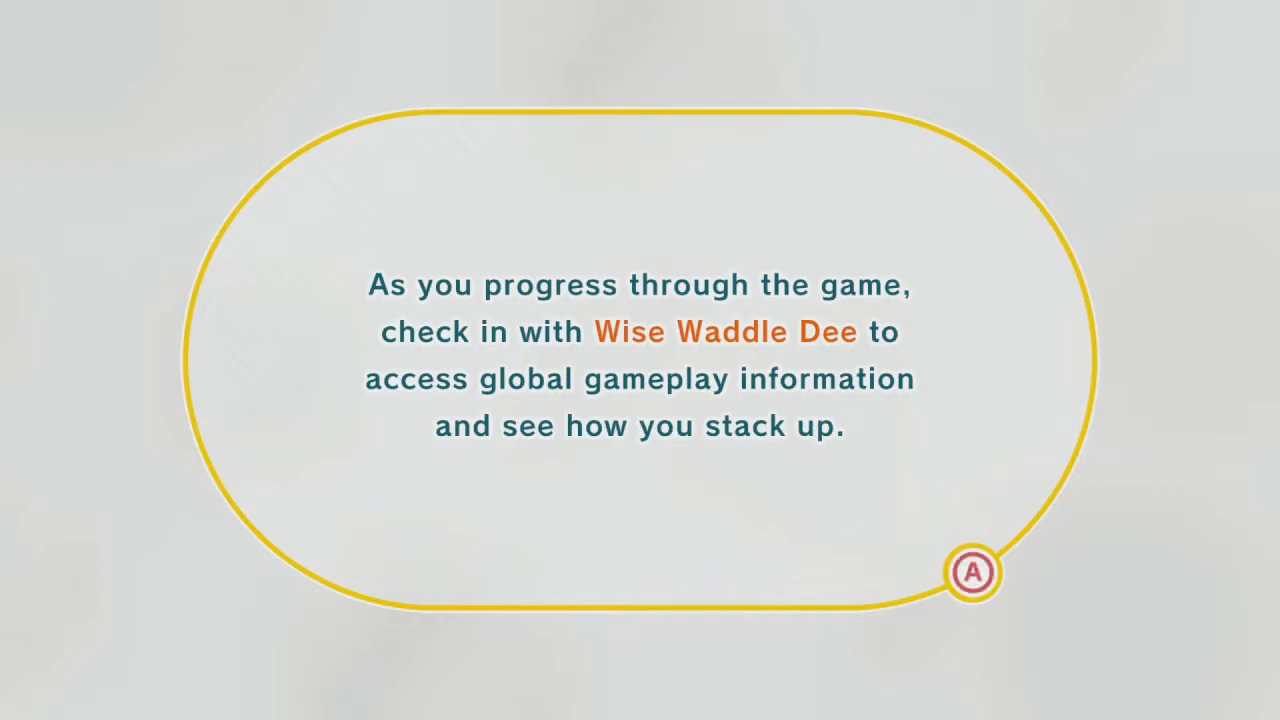 As you progress through the game,
check in with Wise Waddle Dee to
access global gameplay information
and see how you stack up.
A